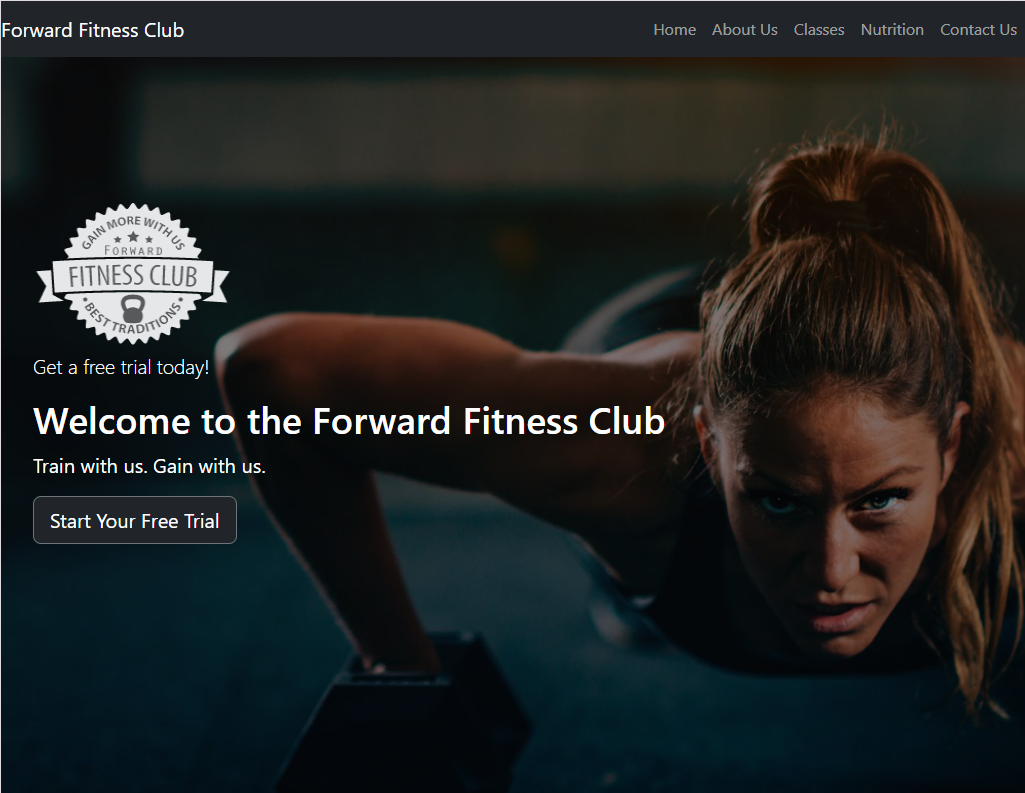 Forward Fitness Club
Home About Us Classes Nutrition Contact Us
GAIN MORE WITH US
FORWARD
FITNESS CLUB
BEST TRADITIONS
Get a free trial today!
Welcome to the Forward Fitness Club
Train with us. Gain with us.
Start Your Free Trial